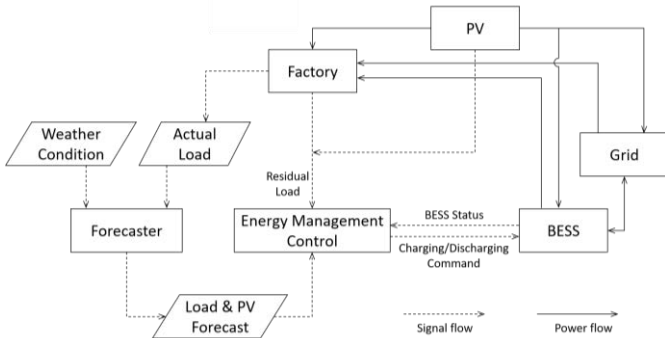 PV
Factory
Weather
Condition
Actual
Load
Grid
Residual
Load
Forecaster
Energy Management
Control
BESS Status
Charging/Discharging
Command
BESS
Load & PV
Forecast
Signal flow
Power flow